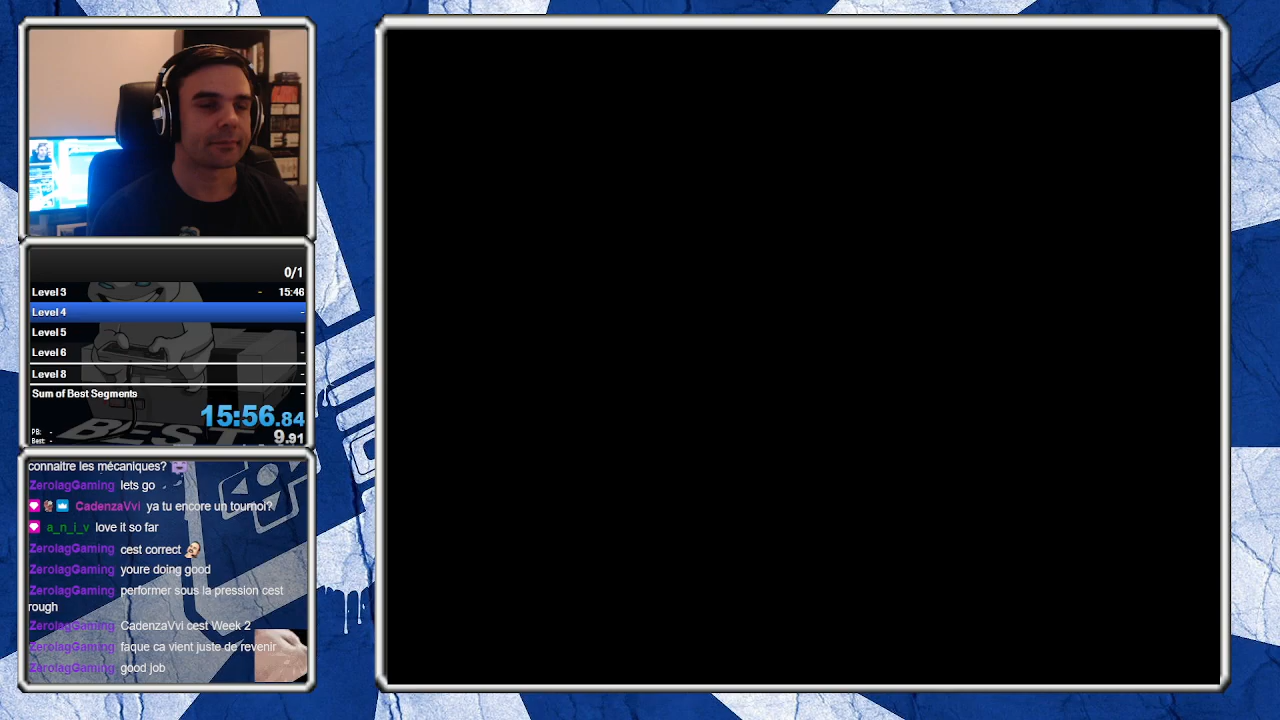 0/1
Level 3 - 15:46
Level 4 -
Level 5 -
Level 6 -
Level 8 -
Sum of Best Segments -
15:56.84
PB: -
9.91
Best: -
BEST
connaitre les mécaniques?
ZerolagGaming lets go
CadenzaVvi ya tu encore un tournoi?
a_n_i_v love it so far
ZerolagGaming cest correct
ZerolagGaming youre doing good
ZerolagGaming performer sous la pression cest
rough
ZerolagGaming CadenzaVvi cest Week 2
ZerolagGaming faque ca vient juste de revenir
ZerolagGaming good job